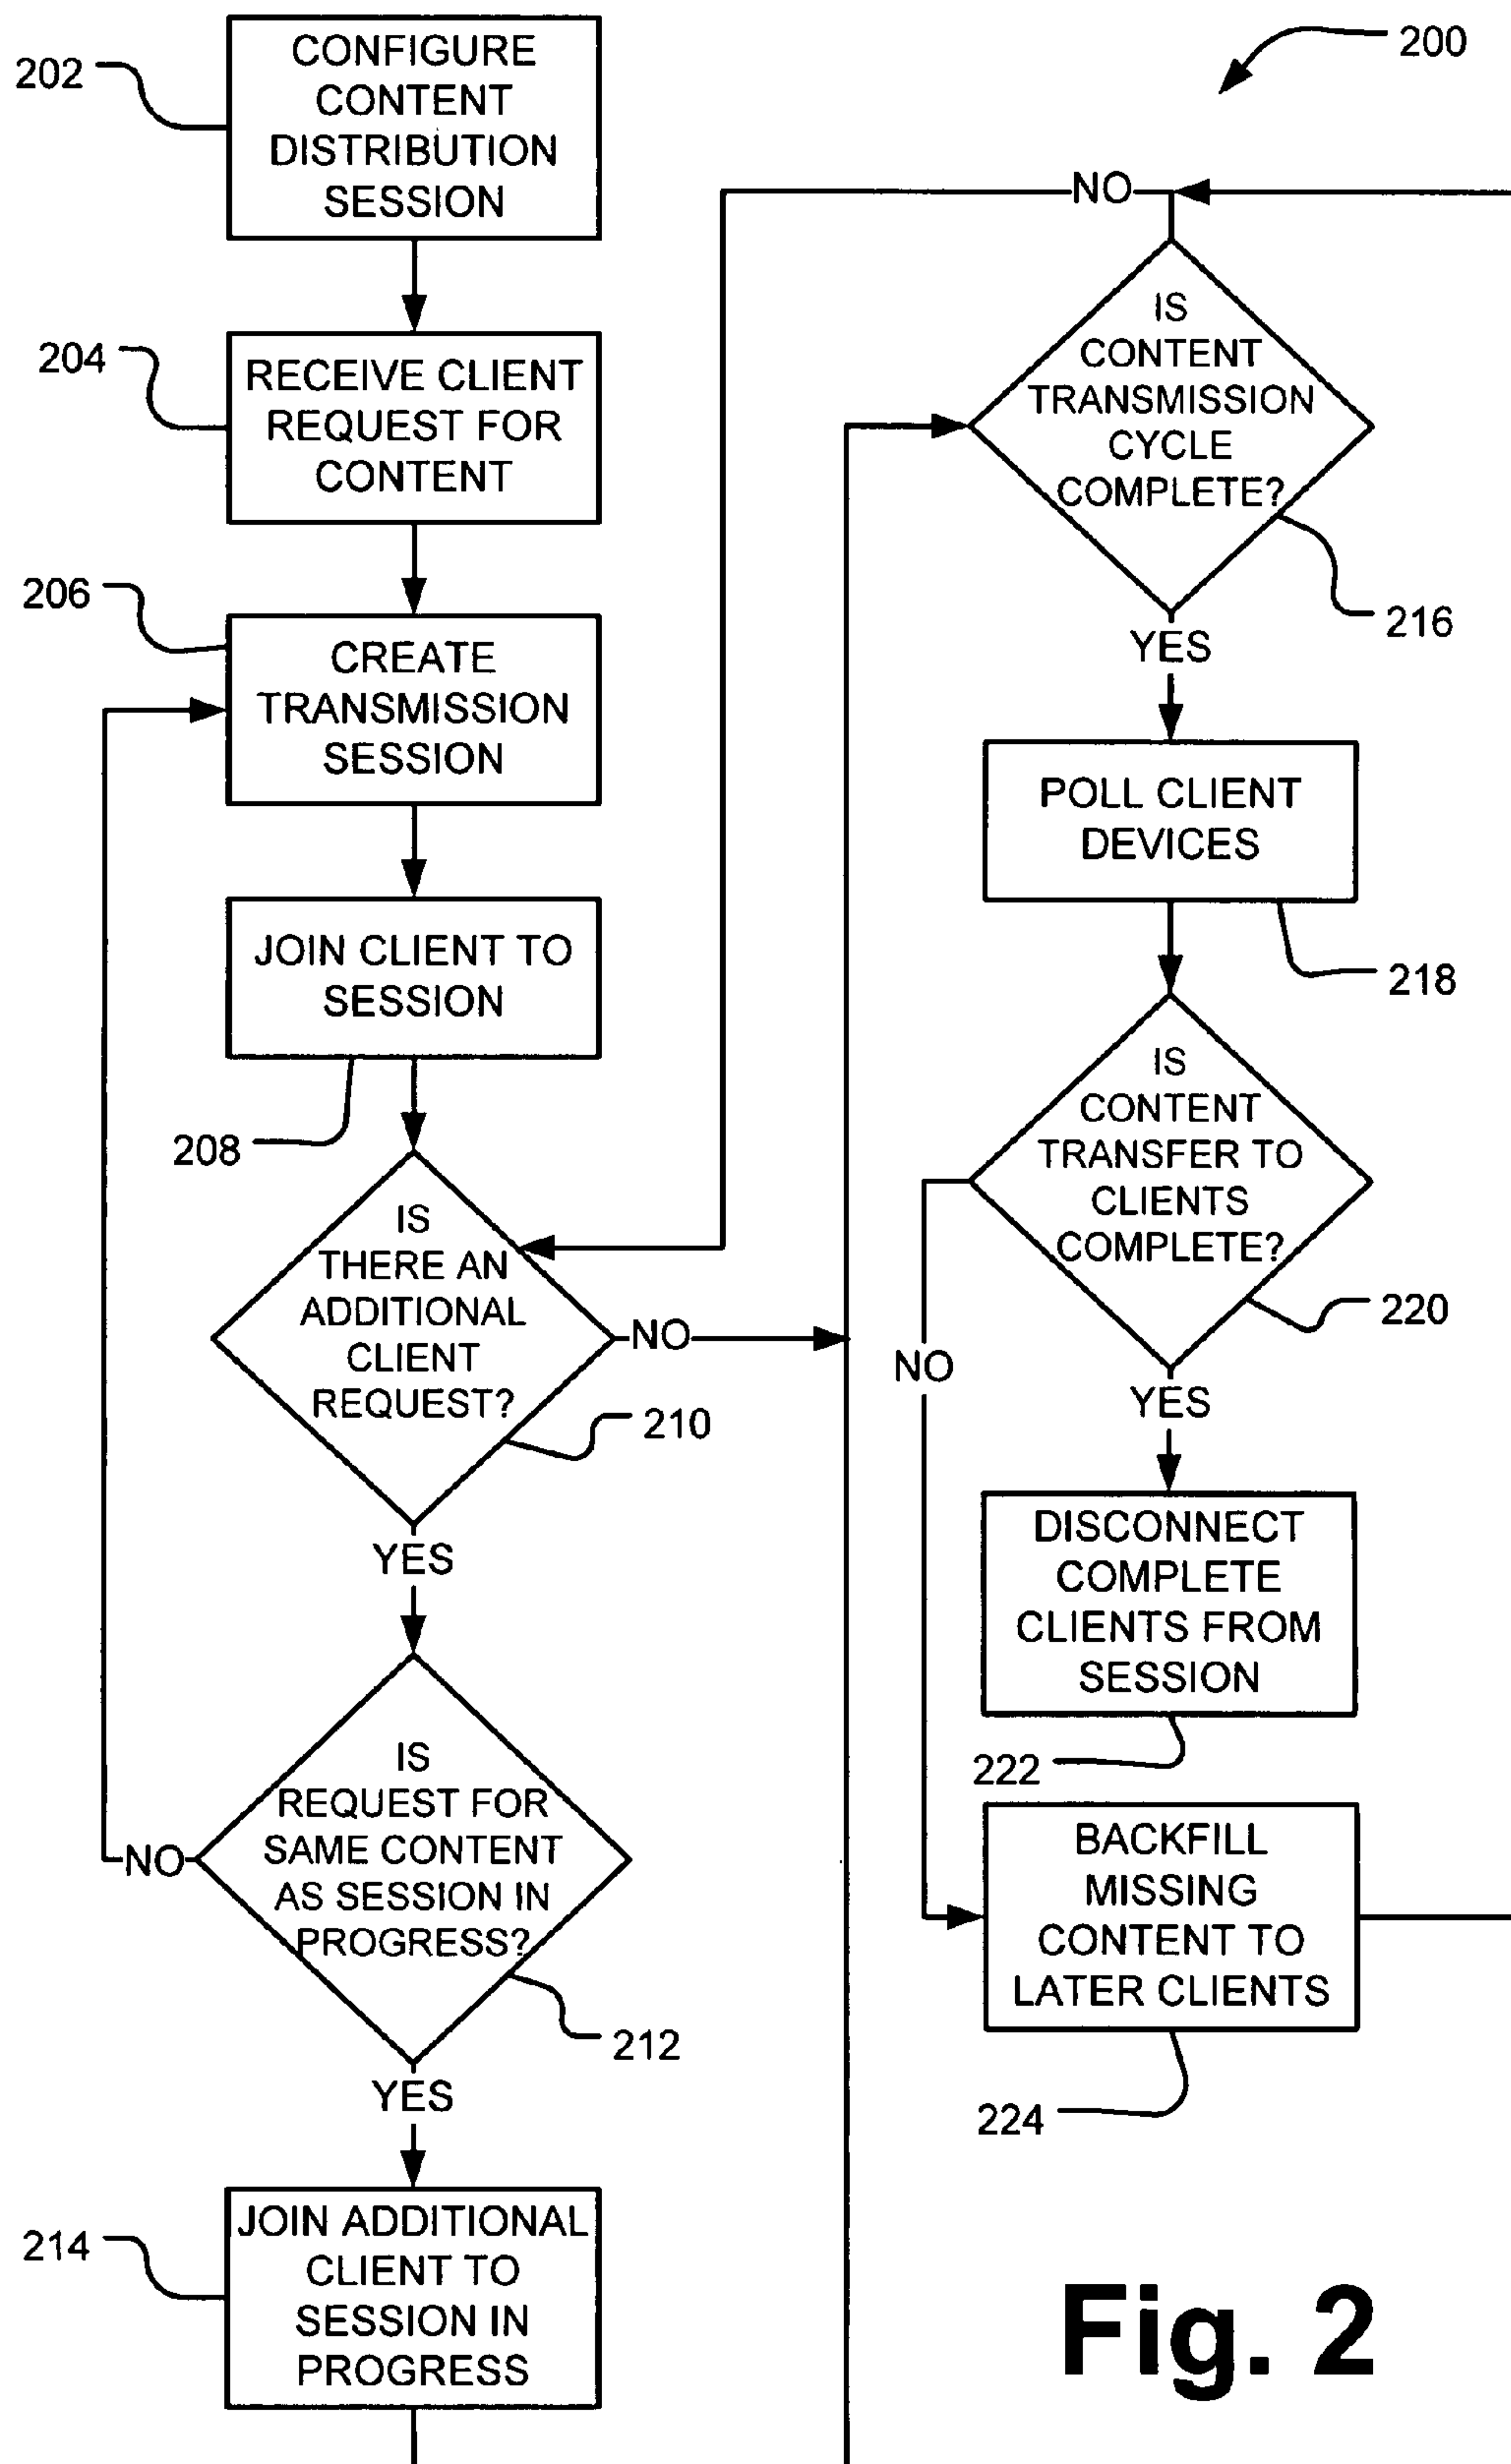 200
202
CONFIGURE
CONTENT
DISTRIBUTION
SESSION
204
RECEIVE CLIENT
REQUEST FOR
CONTENT
206
CREATE
TRANSMISSION
SESSION
JOIN CLIENT TO
SESSION
208
IS
THERE AN
ADDITIONAL
CLIENT
REQUEST?
NO
210
YES
IS
REQUEST FOR
SAME CONTENT
AS SESSION IN
PROGRESS?
NO
212
YES
214
JOIN ADDITIONAL
CLIENT TO
SESSION IN
PROGRESS
NO
IS
CONTENT
TRANSMISSION
CYCLE
COMPLETE?
216
YES
POLL CLIENT
DEVICES
218
IS
CONTENT
TRANSFER TO
CLIENTS
COMPLETE?
220
NO
YES
DISCONNECT
COMPLETE
CLIENTS FROM
SESSION
222
BACKFILL
MISSING
CONTENT TO
LATER CLIENTS
224
Fig. 2